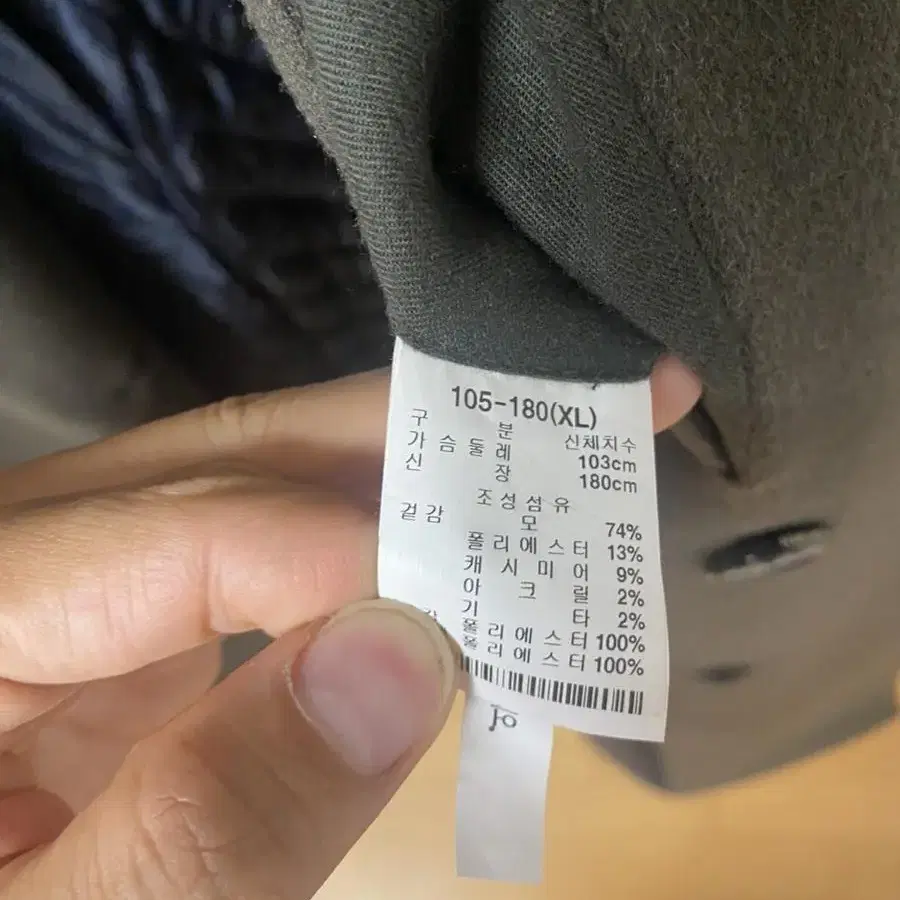 105-180(XL)
구 분 신체치수
가슴둘레 103cm
신 장 180cm
조성섬유
겉감 모 74%
폴리에스터 13%
캐시미어 9%
아크릴 2%
기 타 2%
폴리에스터 100%
폴리에스터 100%